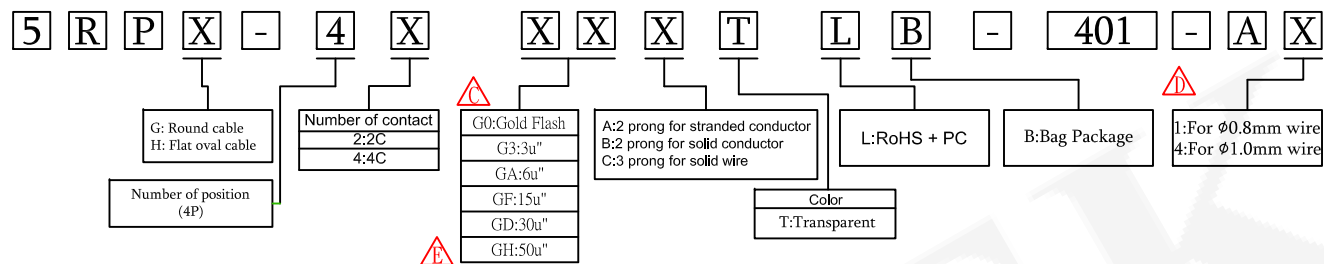 5 R P X - 4 X X X X T L B - 401 - A X
G: Round cable
H: Flat oval cable
Number of position
(4P)
Number of contact
2:2C
4:4C
C
G0:Gold Flash
G3:3u"
GA:6u"
GF:15u"
GD:30u"
GH:50u"
E
A:2 prong for stranded conductor
B:2 prong for solid conductor
C:3 prong for solid wire
Color
T:Transparent
L:RoHS + PC
B:Bag Package
D
1:For ϕ0.8mm wire
4:For ϕ1.0mm wire